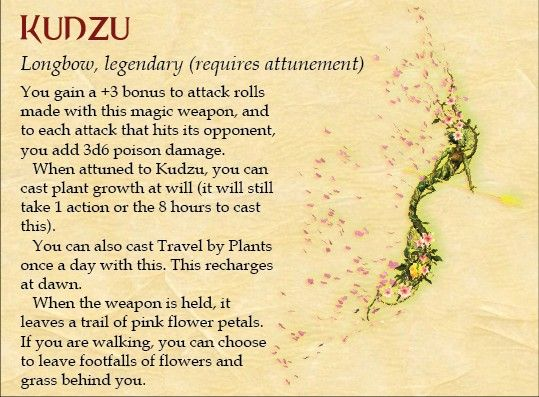 Kudzu
Longbow, legendary (requires attunement)
You gain a +3 bonus to attack rolls
made with this magic weapon, and
to each attack that hits its opponent,
you add 3d6 poison damage.
When attuned to Kudzu, you can
cast plant growth at will (it will still
take 1 action or the 8 hours to cast
this).
You can also cast Travel by Plants
once a day with this. This recharges
at dawn.
When the weapon is held, it
leaves a trail of pink flower petals.
If you are walking, you can choose
to leave footfalls of flowers and
grass behind you.